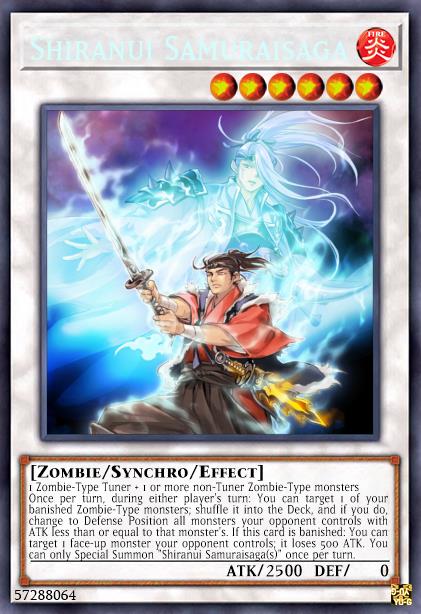 Shiranui Samuraisaga
FIRE
炎
[Zombie/Synchro/Effect]
1 Zombie-Type Tuner + 1 or more non-Tuner Zombie-Type monsters
Once per turn, during either player's turn: You can target 1 of your
banished Zombie-Type monsters; shuffle it into the Deck, and if you do,
change to Defense Position all monsters your opponent controls with
ATK less than or equal to that monster's. If this card is banished: You can
target 1 face-up monster your opponent controls; it loses 500 ATK. You
can only Special Summon "Shiranui Samuraisaga(s)" once per turn.
ATK/2500 DEF/ 0
57288064